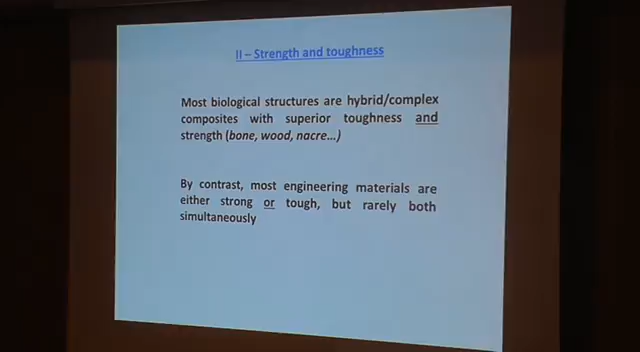 II – Strength and toughness
Most biological structures are hybrid/complex
composites with superior toughness and
strength (bone, wood, nacre...)
By contrast, most engineering materials are
either strong or tough, but rarely both
simultaneously